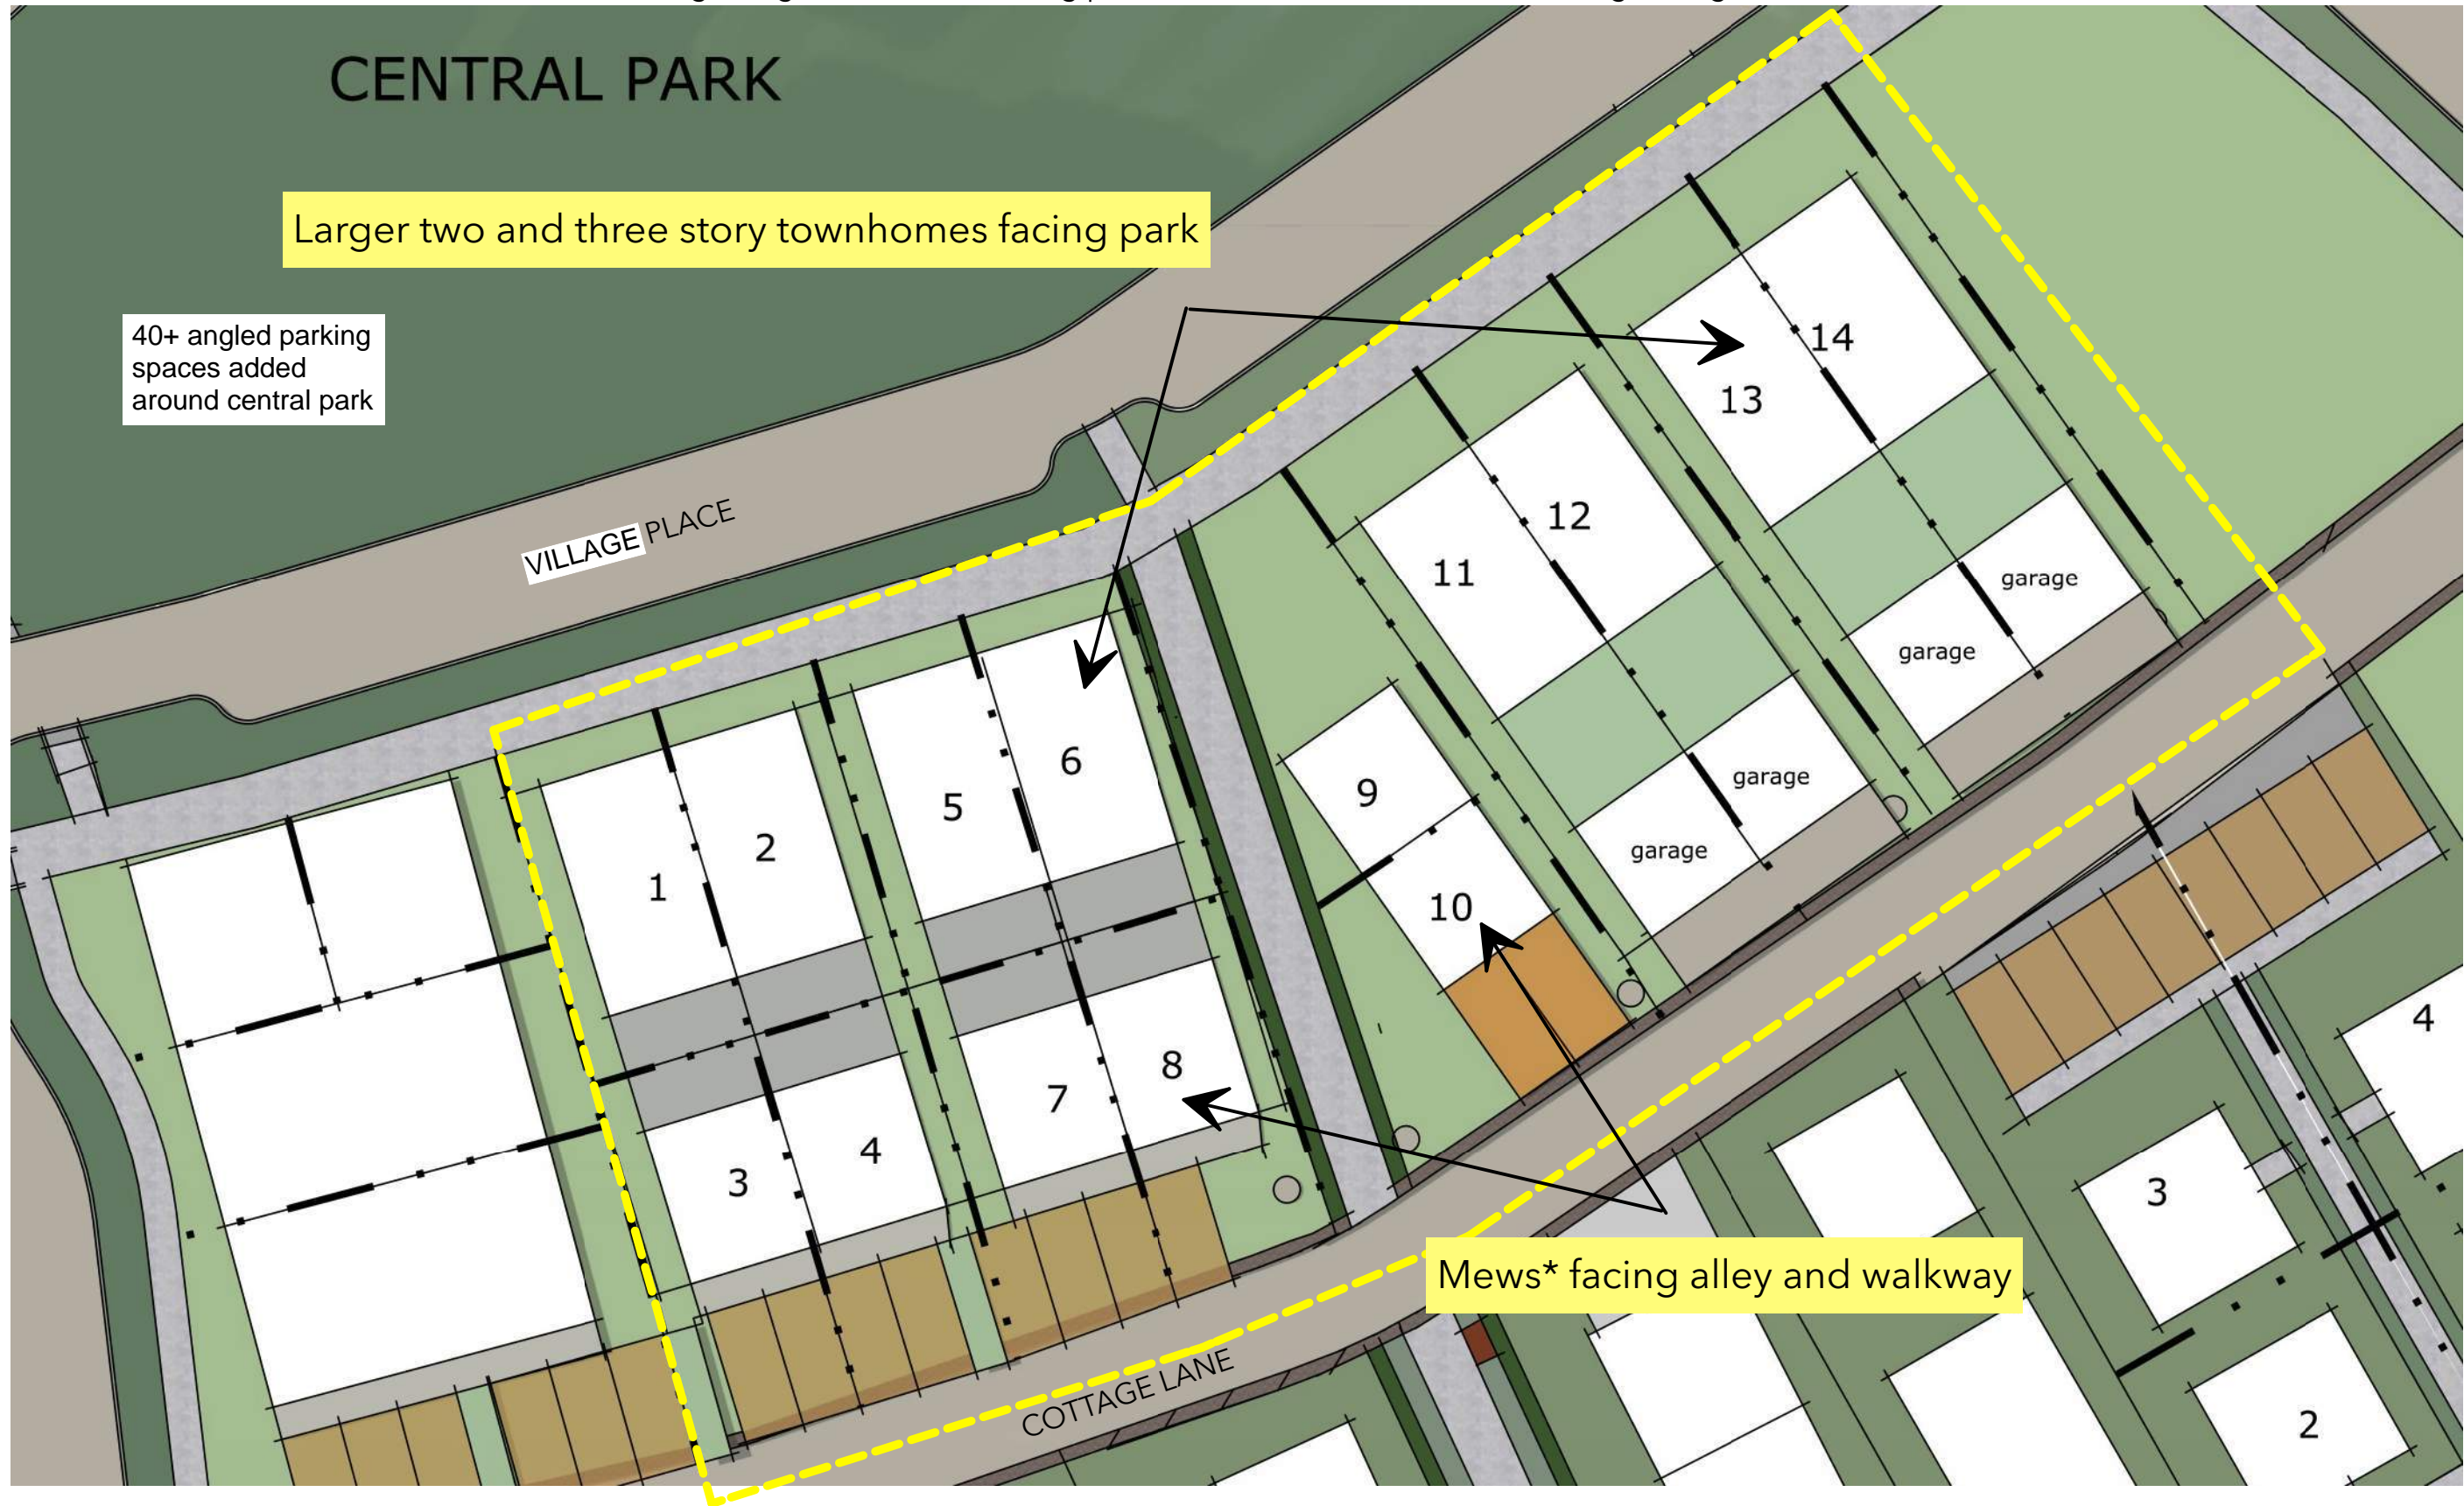 CENTRAL PARK
Larger two and three story townhomes facing park
40+ angled parking
spaces added
around central park
VILLAGE PLACE
14
13
12
11
garage
garage
garage
garage
9
10
6
5
2
1
8
7
4
3
4
3
2
Mews* facing alley and walkway
COTTAGE LANE